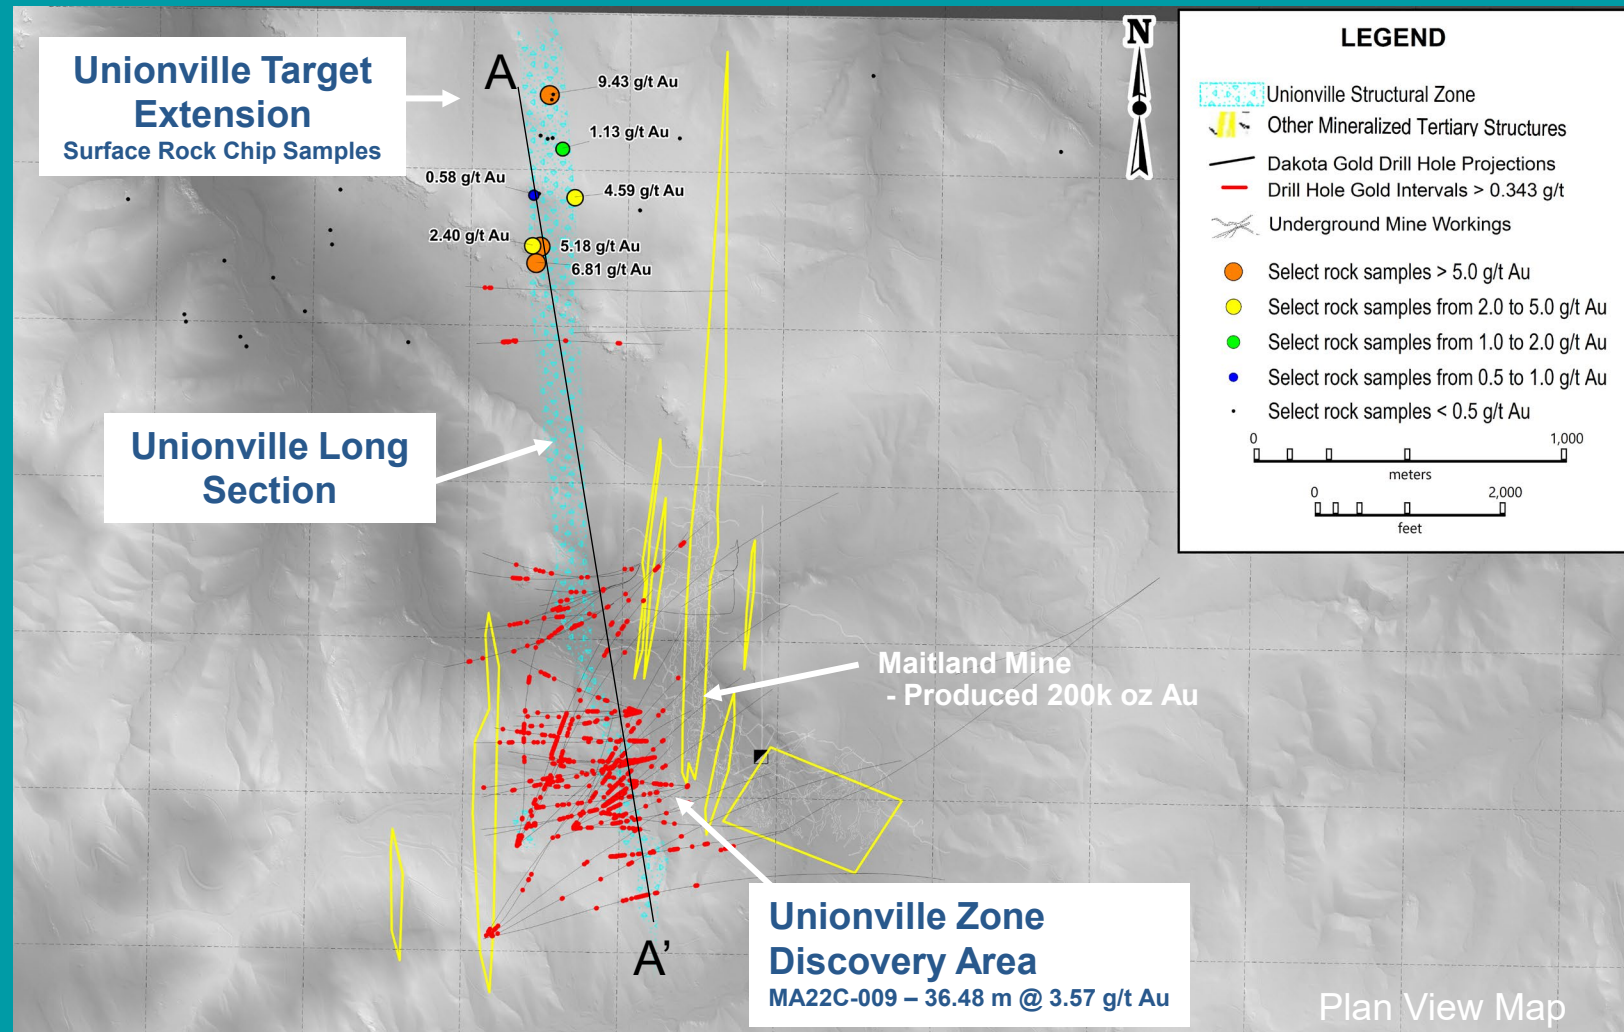 Unionville Target
Extension
Surface Rock Chip Samples
A
9.43 g/t Au
1.13 g/t Au
0.58 g/t Au
4.59 g/t Au
2.40 g/t Au
5.18 g/t Au
6.81 g/t Au
N
LEGEND
Unionville Structural Zone
Other Mineralized Tertiary Structures
Dakota Gold Drill Hole Projections
Drill Hole Gold Intervals > 0.343 g/t
Underground Mine Workings
Select rock samples > 5.0 g/t Au
Select rock samples from 2.0 to 5.0 g/t Au
Select rock samples from 1.0 to 2.0 g/t Au
Select rock samples from 0.5 to 1.0 g/t Au
Select rock samples < 0.5 g/t Au
0 1,000
meters
0 2,000
feet
Unionville Long
Section
Maitland Mine
- Produced 200k oz Au
Unionville Zone
Discovery Area
MA22C-009 – 36.48 m @ 3.57 g/t Au
A’
Plan View Map